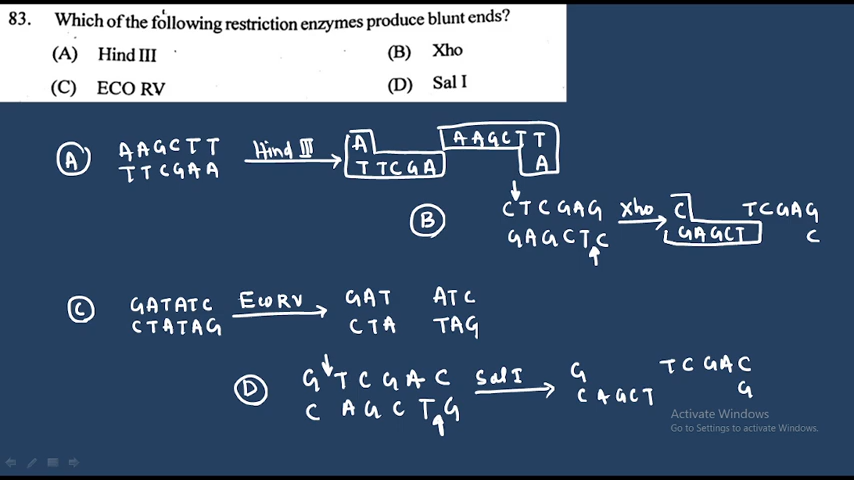 83. Which of the following restriction enzymes produce blunt ends?
(A) Hind III (B) Xho
(C) ECO RV (D) Sal I
A AAGCTT Hind III A AAGCTT T
TTCGAA TTCGA A
B CTCGAG Xho C TCGAG
GAGCTC GAGCT C
C GATATC EcoRV GAT ATC
CTATAG CTA TAG
D GTCGAC Sal I G TCGAC
CAGCTG CAGCT G
Activate Windows
Go to Settings to activate Windows.